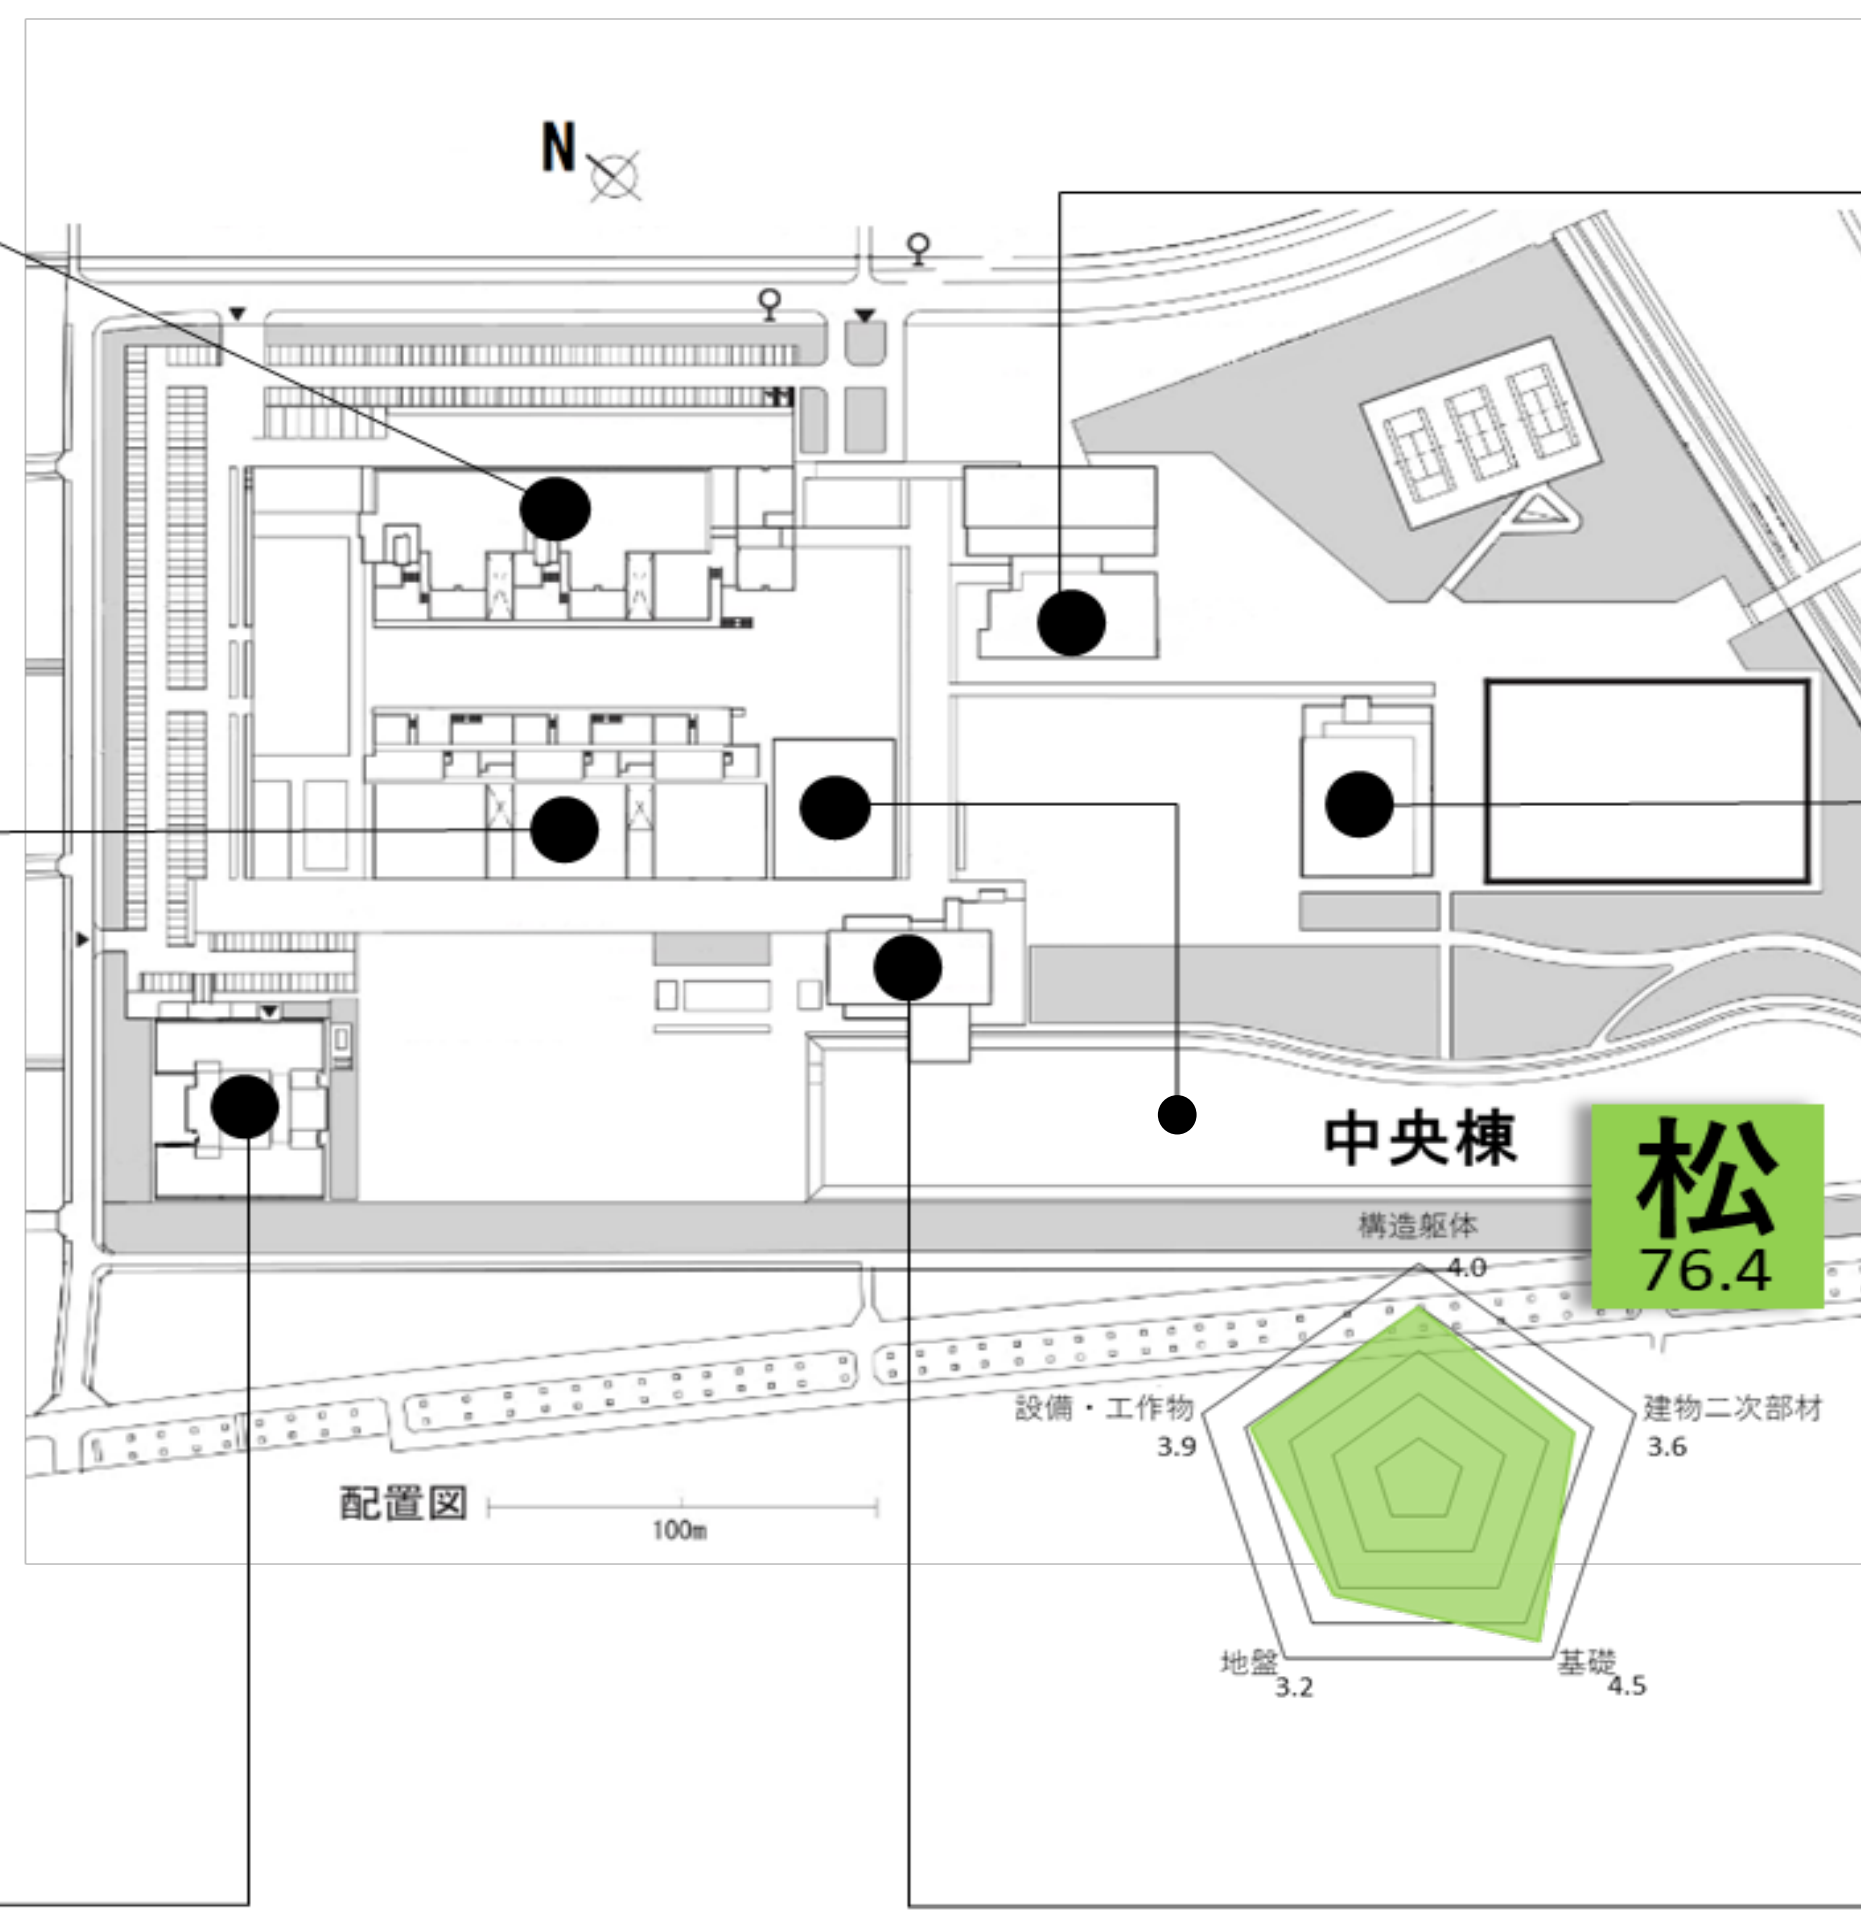 N
中央棟
松
76.4
構造躯体
4.0
設備・工作物
3.9
建物二次部材
3.6
配置図
100m
地盤
3.2
基礎
4.5